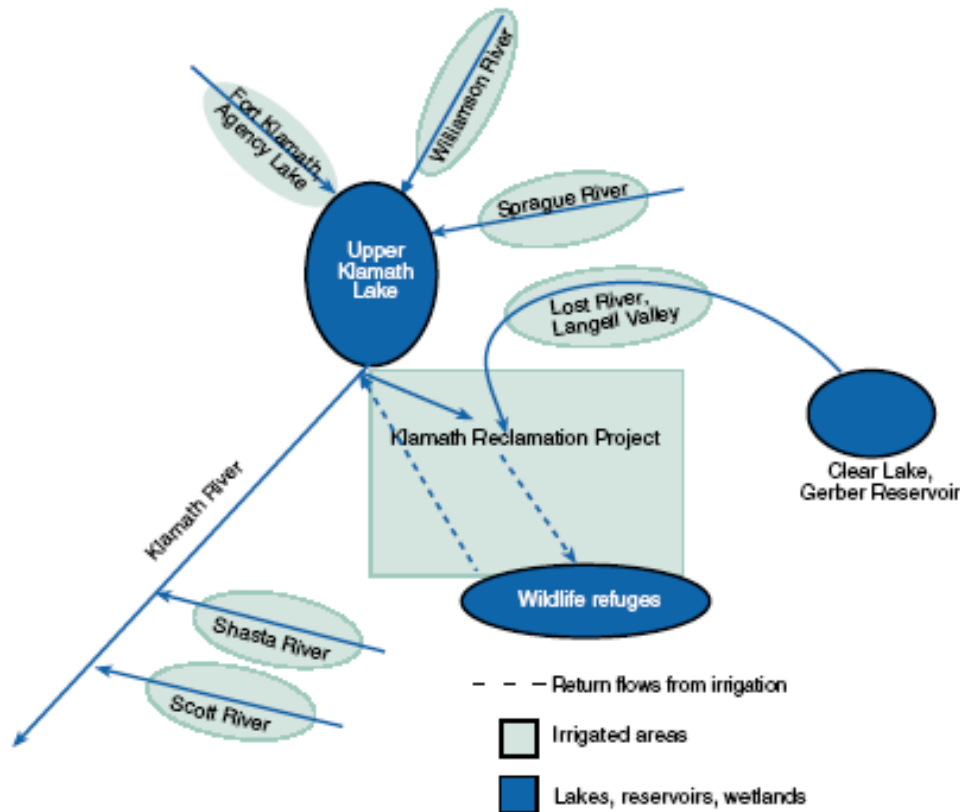 Williamson River
Fort Klamath,
Agency Lake
Sprague River
Upper
Klamath
Lake
Lost River,
Langell Valley
Klamath Reclamation Project
Clear Lake,
Gerber Reservoir
Klamath River
Wildlife refuges
Shasta River
Scott River
Return flows from irrigation
Irrigated areas
Lakes, reservoirs, wetlands